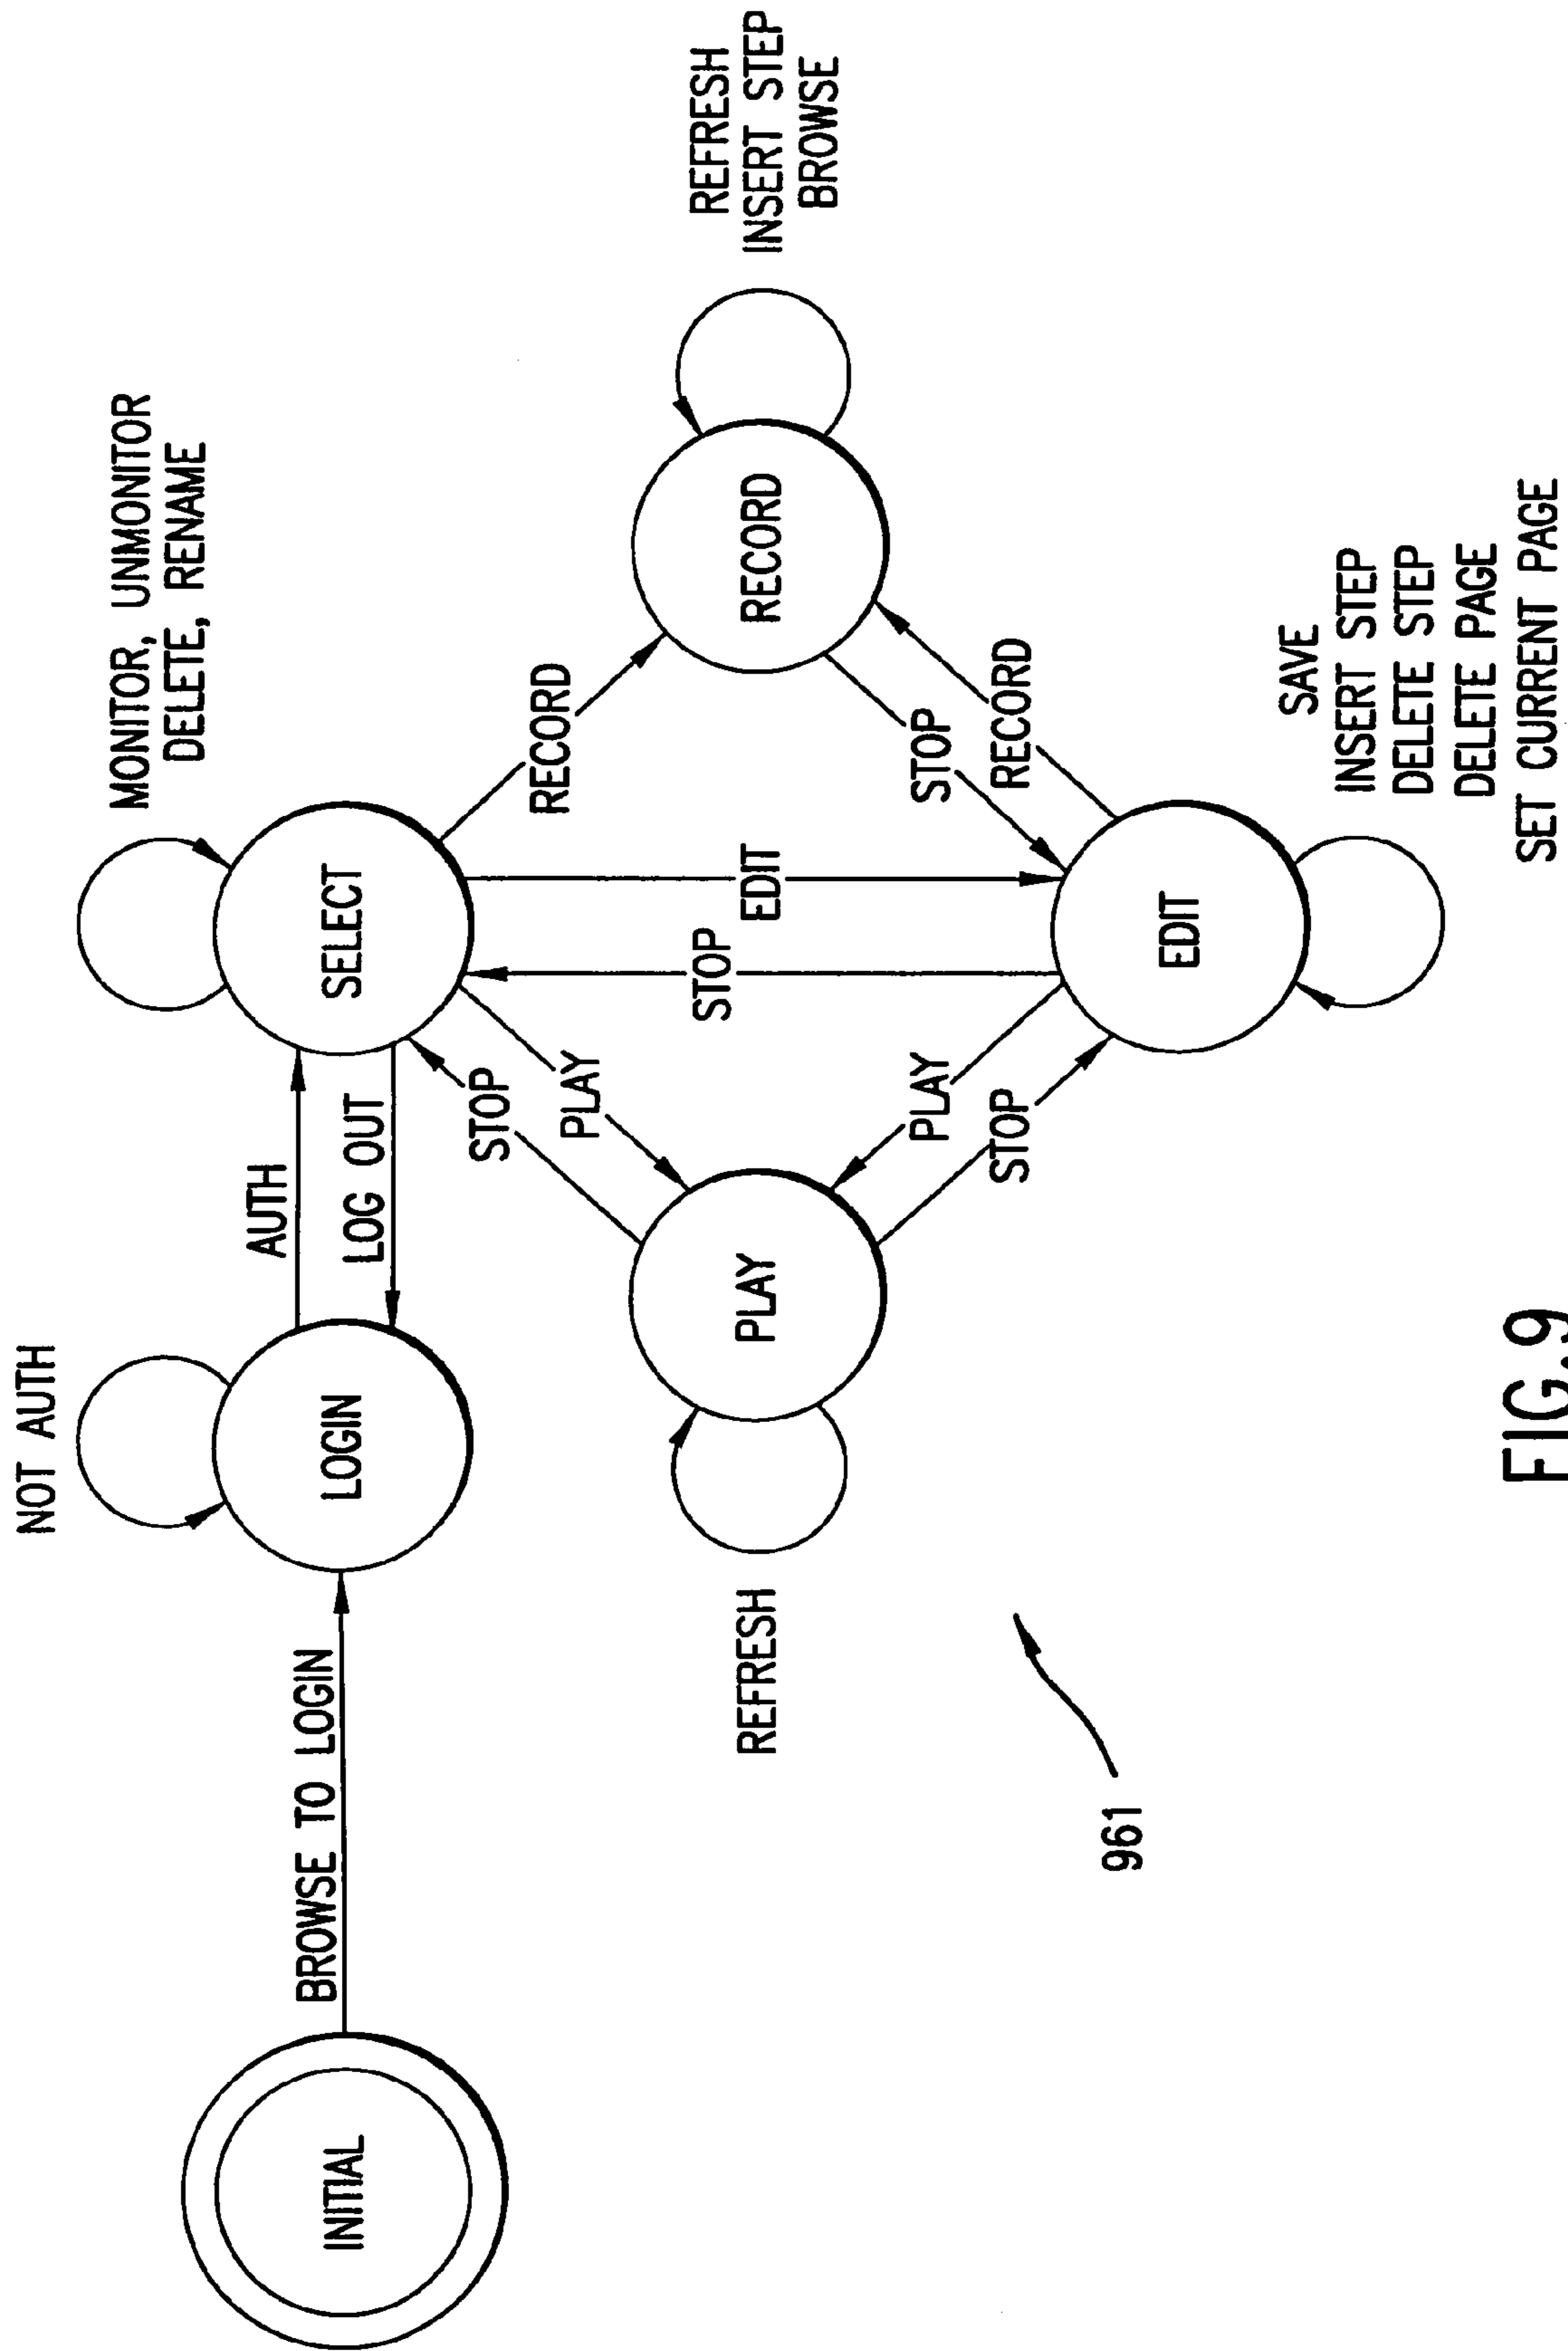 NOT AUTH
MONITOR, UNMONITOR
DELETE, RENAME
INITIAL
BROWSE TO LOGIN
LOGIN
AUTH
LOG OUT
SELECT
STOP
PLAY
RECORD
REFRESH
PLAY
STOP
EDIT
RECORD
REFRESH
INSERT STEP
BROWSE
PLAY
STOP
STOP
RECORD
EDIT
961
SAVE
INSERT STEP
DELETE STEP
DELETE PAGE
SET CURRENT PAGE
FIG.9